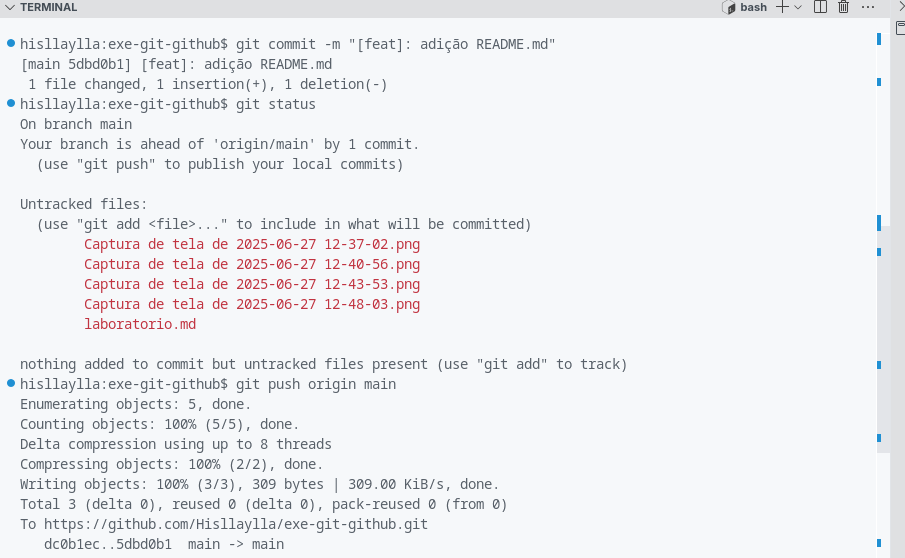 TERMINAL
bash
hisllaylla:exe-git-github$ git commit -m "[feat]: adição README.md"
[main 5dbd0b1] [feat]: adição README.md
 1 file changed, 1 insertion(+), 1 deletion(-)
hisllaylla:exe-git-github$ git status
On branch main
Your branch is ahead of 'origin/main' by 1 commit.
  (use "git push" to publish your local commits)

Untracked files:
  (use "git add <file>..." to include in what will be committed)
        Captura de tela de 2025-06-27 12-37-02.png
        Captura de tela de 2025-06-27 12-40-56.png
        Captura de tela de 2025-06-27 12-43-53.png
        Captura de tela de 2025-06-27 12-48-03.png
        laboratorio.md

nothing added to commit but untracked files present (use "git add" to track)
hisllaylla:exe-git-github$ git push origin main
Enumerating objects: 5, done.
Counting objects: 100% (5/5), done.
Delta compression using up to 8 threads
Compressing objects: 100% (2/2), done.
Writing objects: 100% (3/3), 309 bytes | 309.00 KiB/s, done.
Total 3 (delta 0), reused 0 (delta 0), pack-reused 0 (from 0)
To https://github.com/Hisllaylla/exe-git-github.git
   dc0b1ec..5dbd0b1  main -> main